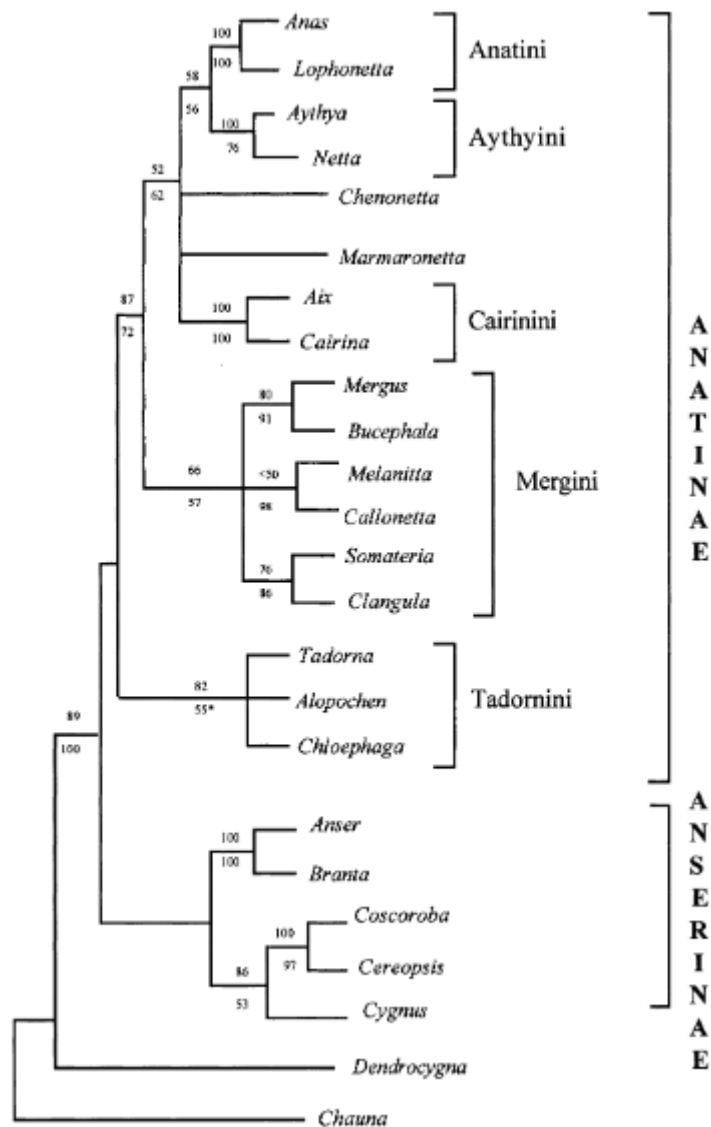 Anas
100
100
Lophonetta
Anatini
58
56
Aythya
100
76
Netta
Aythyini
52
62
Chenonetta
Marmaronetta
87
72
Aix
100
100
Cairina
Cairinini
Mergus
80
91
Bucephala
66
57
Melanitta
<50
98
Callonetta
Mergini
Somateria
76
86
Clangula
Tadorna
82
55*
Alopochen
Chloephaga
Tadornini
ANATINAE
89
100
Anser
100
100
Branta
Coscoroba
100
97
Cereopsis
86
53
Cygnus
ANSERINAE
Dendrocygna
Chauna